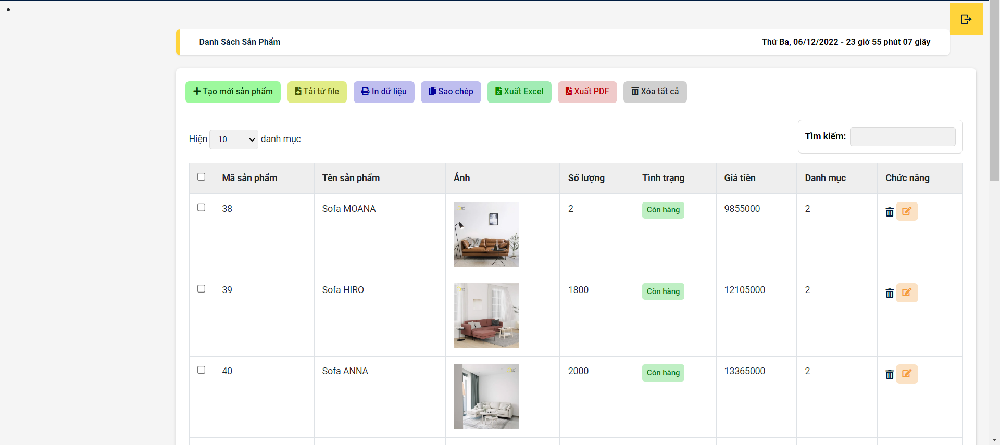 Danh Sách Sản Phẩm
Thứ Ba, 06/12/2022 - 23 giờ 55 phút 07 giây
Tạo mới sản phẩm Tải từ file In dữ liệu Sao chép Xuất Excel Xuất PDF Xóa tất cả
Hiện 10 danh mục
Tìm kiếm:
Mã sản phẩm Tên sản phẩm Ảnh Số lượng Tình trạng Giá tiền Danh mục Chức năng
38 Sofa MOANA 2 Còn hàng 9855000 2
39 Sofa HIRO 1800 Còn hàng 12105000 2
40 Sofa ANNA 2000 Còn hàng 13365000 2